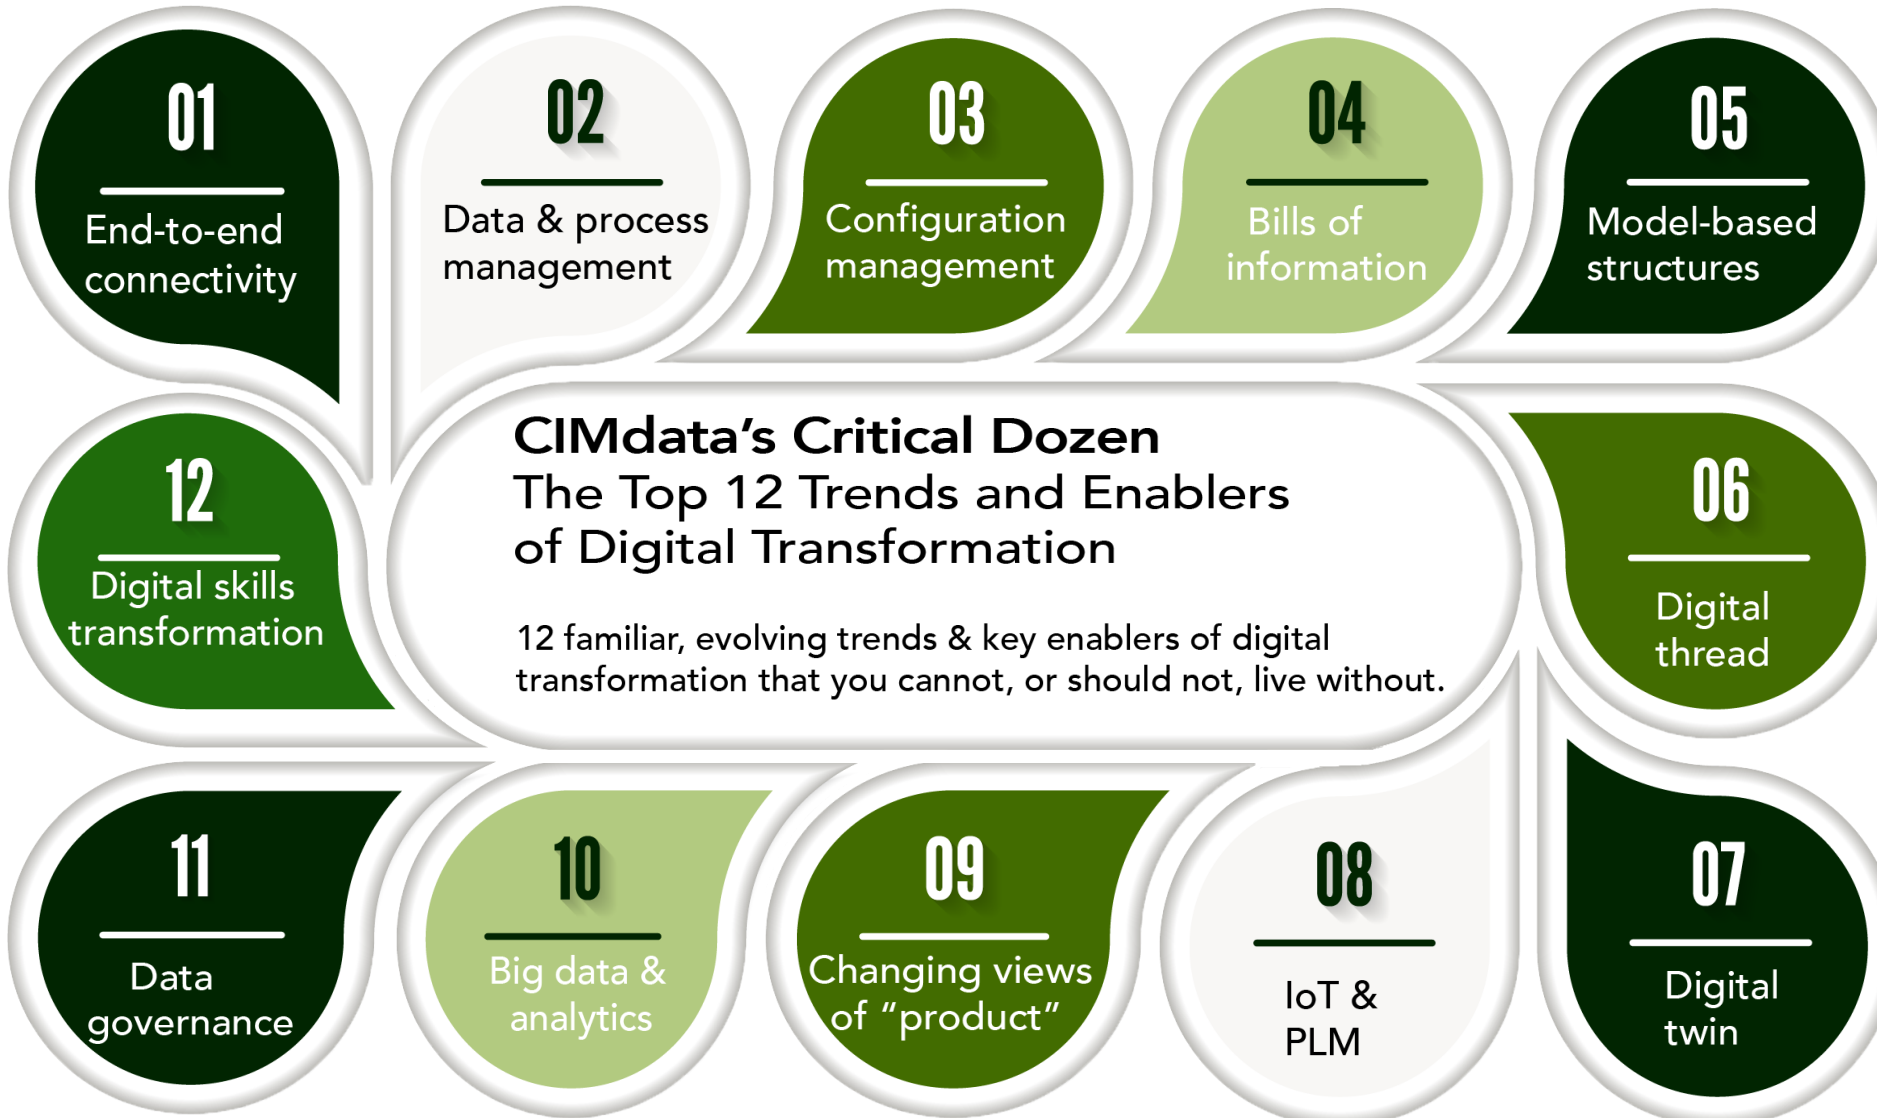 01
End-to-end
connectivity
02
Data & process
management
03
Configuration
management
04
Bills of
information
05
Model-based
structures
CIMdata’s Critical Dozen
The Top 12 Trends and Enablers
of Digital Transformation
12 familiar, evolving trends & key enablers of digital
transformation that you cannot, or should not, live without.
06
Digital
thread
07
Digital
twin
08
IoT &
PLM
09
Changing views
of “product”
10
Big data &
analytics
11
Data
governance
12
Digital skills
transformation